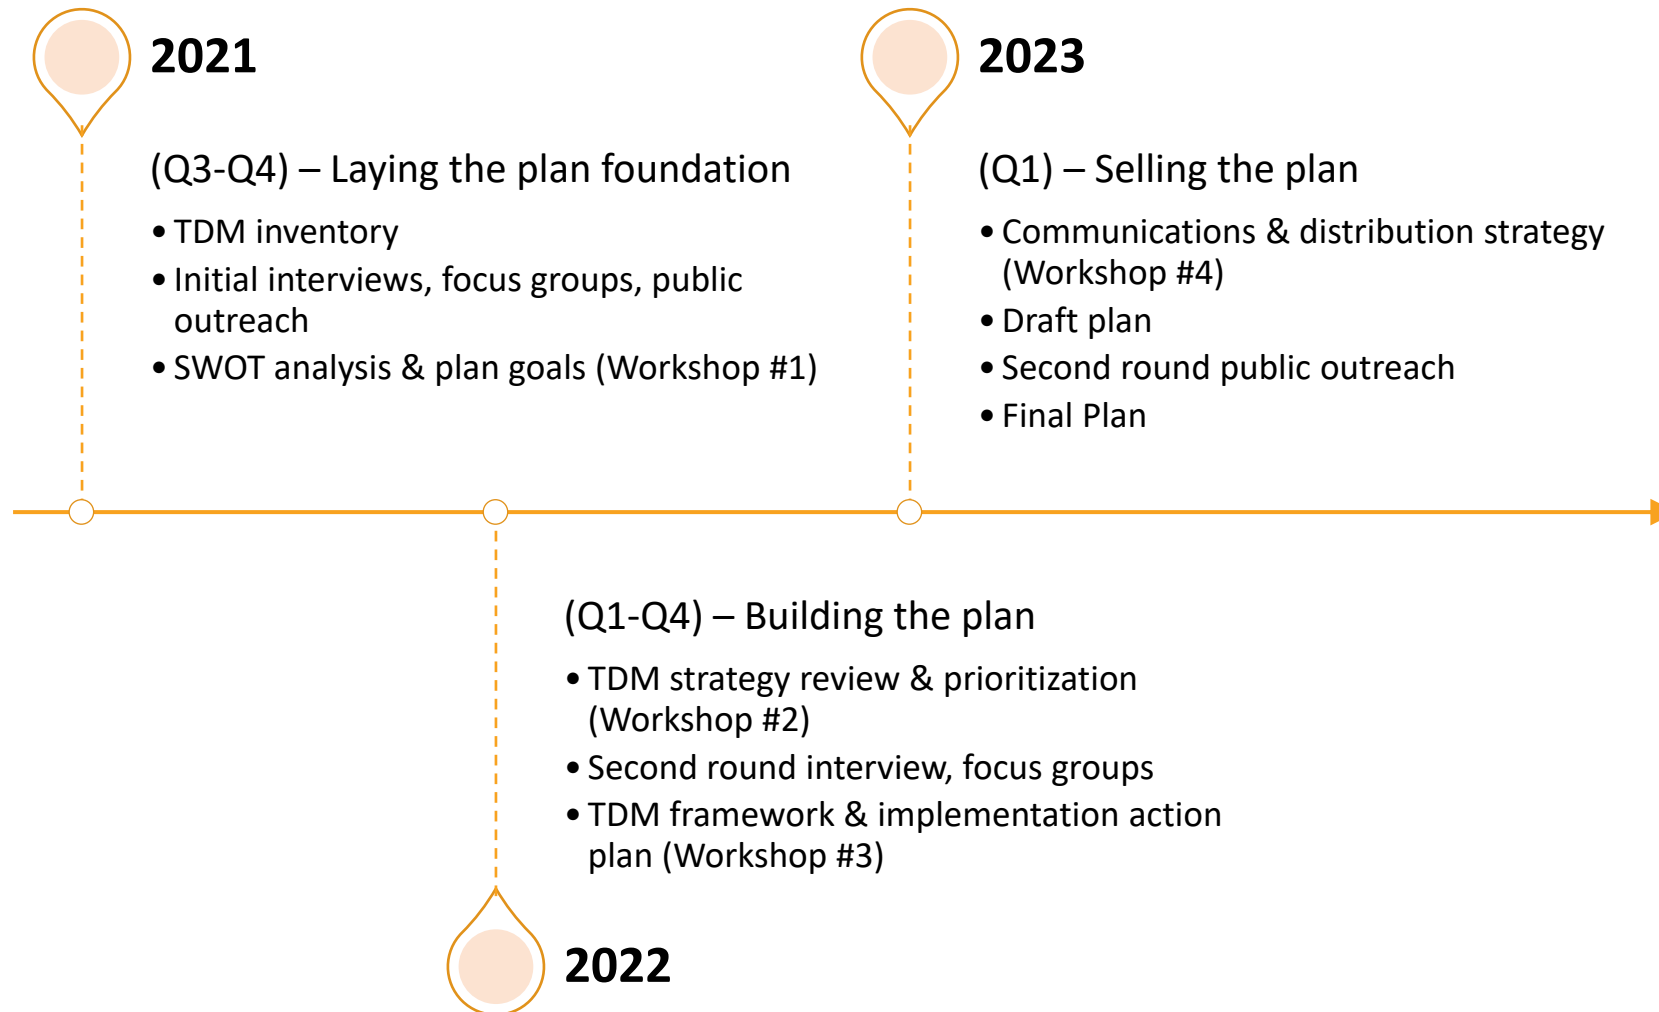 2021
(Q3-Q4) – Laying the plan foundation
• TDM inventory
• Initial interviews, focus groups, public
outreach
• SWOT analysis & plan goals (Workshop #1)
2023
(Q1) – Selling the plan
• Communications & distribution strategy
(Workshop #4)
• Draft plan
• Second round public outreach
• Final Plan
(Q1-Q4) – Building the plan
• TDM strategy review & prioritization
(Workshop #2)
• Second round interview, focus groups
• TDM framework & implementation action
plan (Workshop #3)
2022